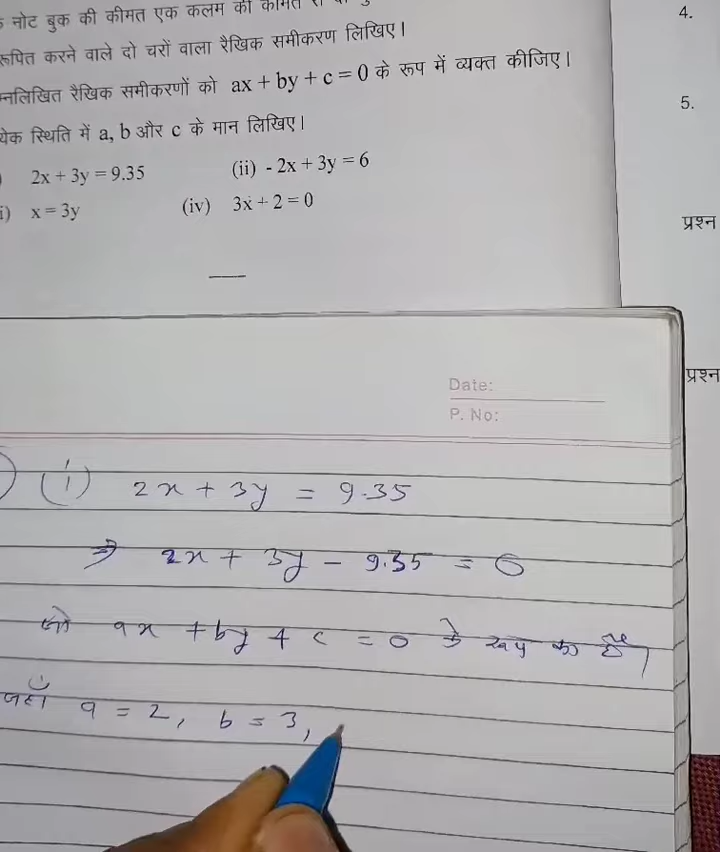 नोट बुक की कीमत एक कलम की कीमत
रूपित करने वाले दो चरों वाला रैखिक समीकरण लिखिए।
म्नलिखित रैखिक समीकरणों को ax + by + c = 0 के रूप में व्यक्त कीजिए।
येक स्थिति में a, b और c के मान लिखिए।
) 2x + 3y = 9.35 (ii) - 2x + 3y = 6
i) x = 3y (iv) 3x + 2 = 0
4.
5.
प्रश्न
प्रश्न
Date:
P. No:
(i) 2x + 3y = 9.35
⇒ 2x + 3y - 9.35 = 0
जो ax + by + c = 0 के रूप का है।
जहाँ a = 2, b = 3,